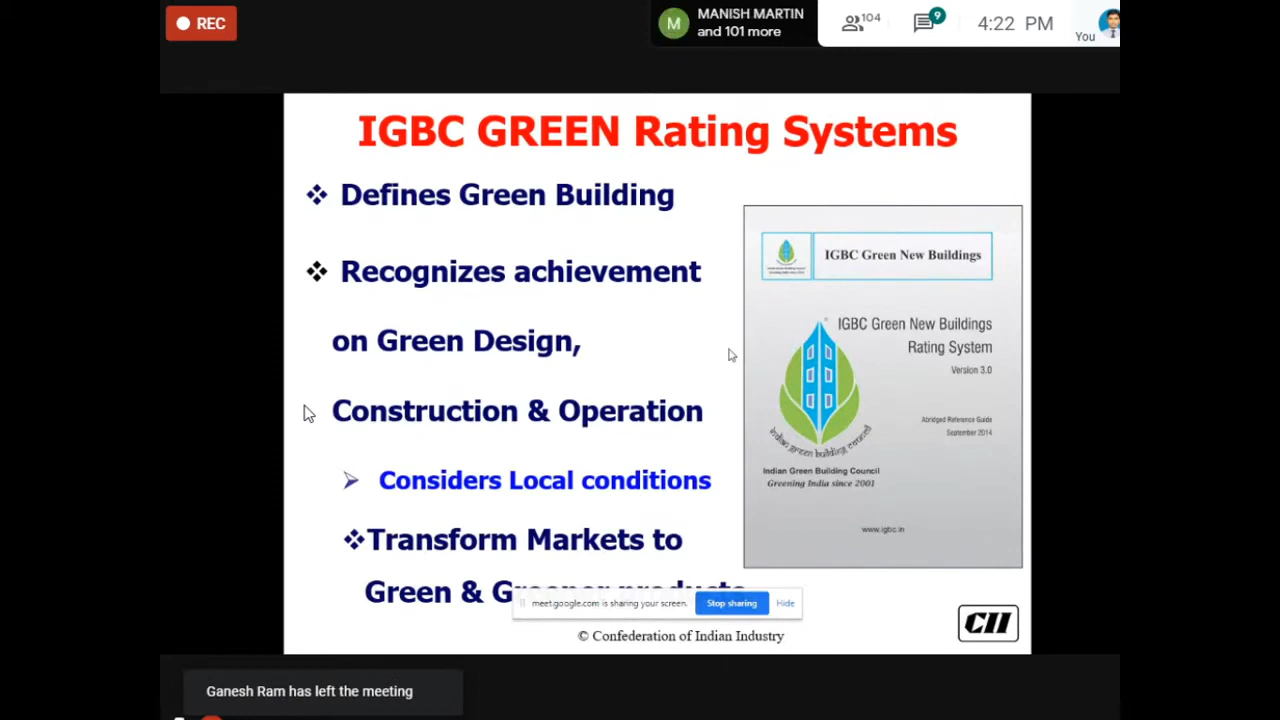 REC
MANISH MARTIN
and 101 more
104
9
4:22 PM
You
IGBC GREEN Rating Systems
Defines Green Building
Recognizes achievement
on Green Design,
Construction & Operation
Considers Local conditions
Transform Markets to
Green & Greener products
IGBC Green New Buildings
IGBC Green New Buildings
Rating System
Version 3.0
Abridged Reference Guide
September 2014
indian green building council
Indian Green Building Council
Greening India since 2001
www.igbc.in
meet.google.com is sharing your screen.
Stop sharing
Hide
© Confederation of Indian Industry
CII
Ganesh Ram has left the meeting